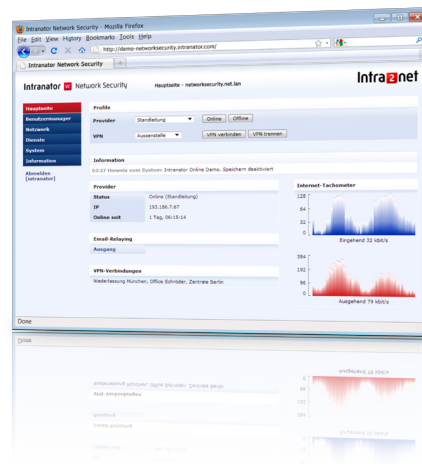 Intranator Network Security - Mozilla Firefox
File Edit View History Bookmarks Tools Help
http://demo-networksecurity.intranator.com/
Intranator Network Security
Intranator Network Security
Hauptseite - networksecurity.net.lan
Intra2net
Hauptseite
Benutzermanager
Netzwerk
Dienste
System
Information
Abmelden
[intranator]
Profile
Provider Standleitung Online Offline
VPN Aussenstelle VPN verbinden VPN trennen
Information
03:37 Hinweis vom System: Intranator Online Demo. Speichern deaktiviert
Provider
Status Online (Standleitung)
IP 193.186.7.67
Online seit 1 Tag, 06:15:14
Email-Relaying
Ausgang
VPN-Verbindungen
Niederlassung München, Office Schröder, Zentrale Berlin
Internet-Tachometer
128
64
32
0
Eingehend 32 kbit/s
384
192
96
0
Ausgehend 79 kbit/s
Done